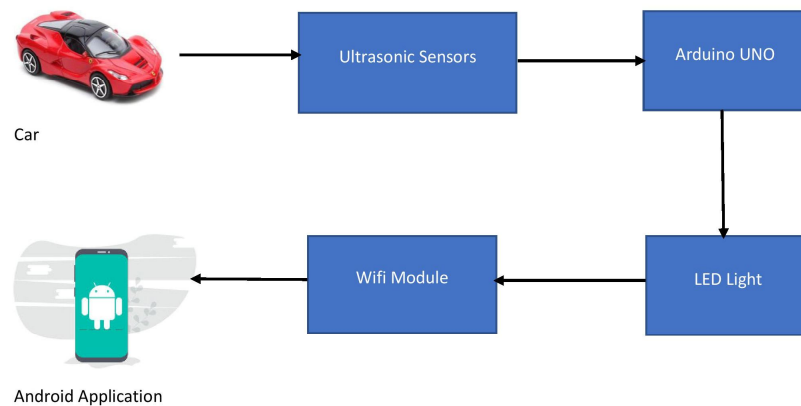 Ultrasonic Sensors
Arduino UNO
Car
Wifi Module
LED Light
Android Application